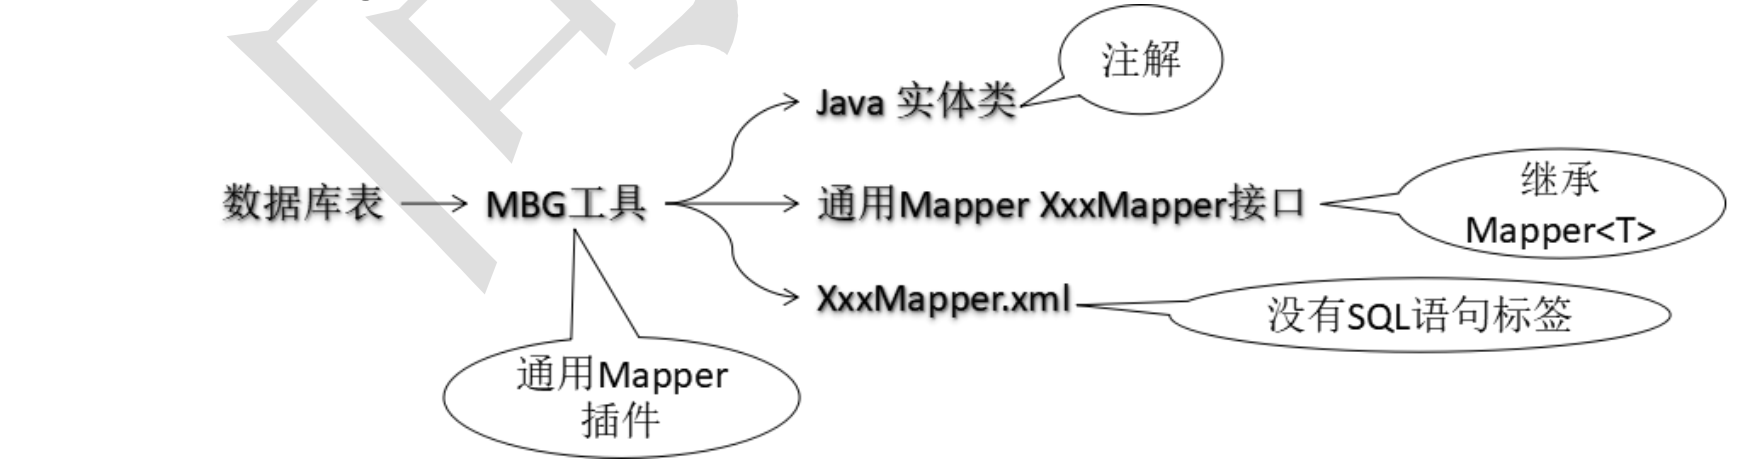 注解
Java 实体类
数据库表
MBG工具
通用Mapper XxxMapper接口
继承
Mapper<T>
XxxMapper.xml
没有SQL语句标签
通用Mapper
插件